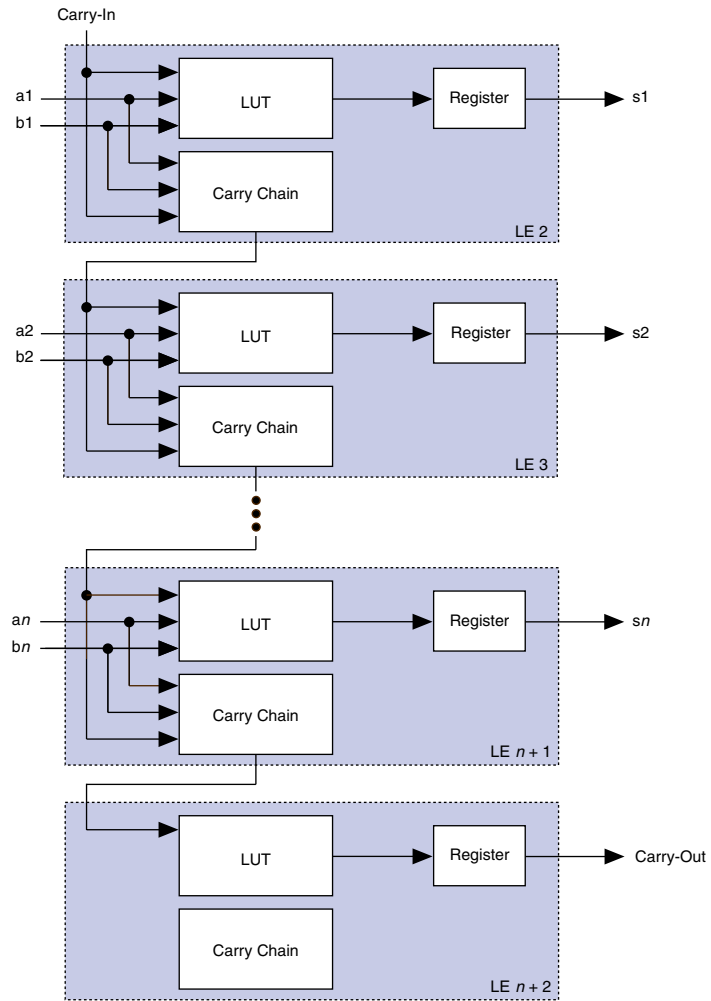 Carry-In
a1
b1
LUT
Register
s1
Carry Chain
LE 2
a2
b2
LUT
Register
s2
Carry Chain
LE 3
an
bn
LUT
Register
sn
Carry Chain
LE n + 1
LUT
Register
Carry-Out
Carry Chain
LE n + 2